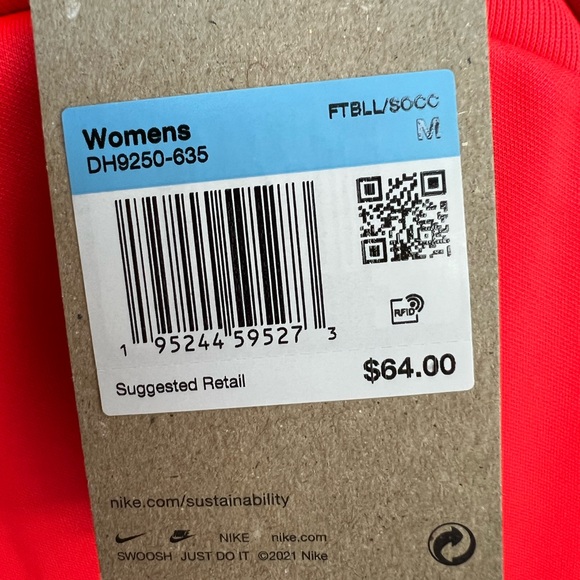 Womens
FTBLL/SOCC
DH9250-635
M
RFID
1 95244 59527 3
Suggested Retail
$64.00
nike.com/sustainability
NIKE nike.com
SWOOSH JUST DO IT ©2021 Nike